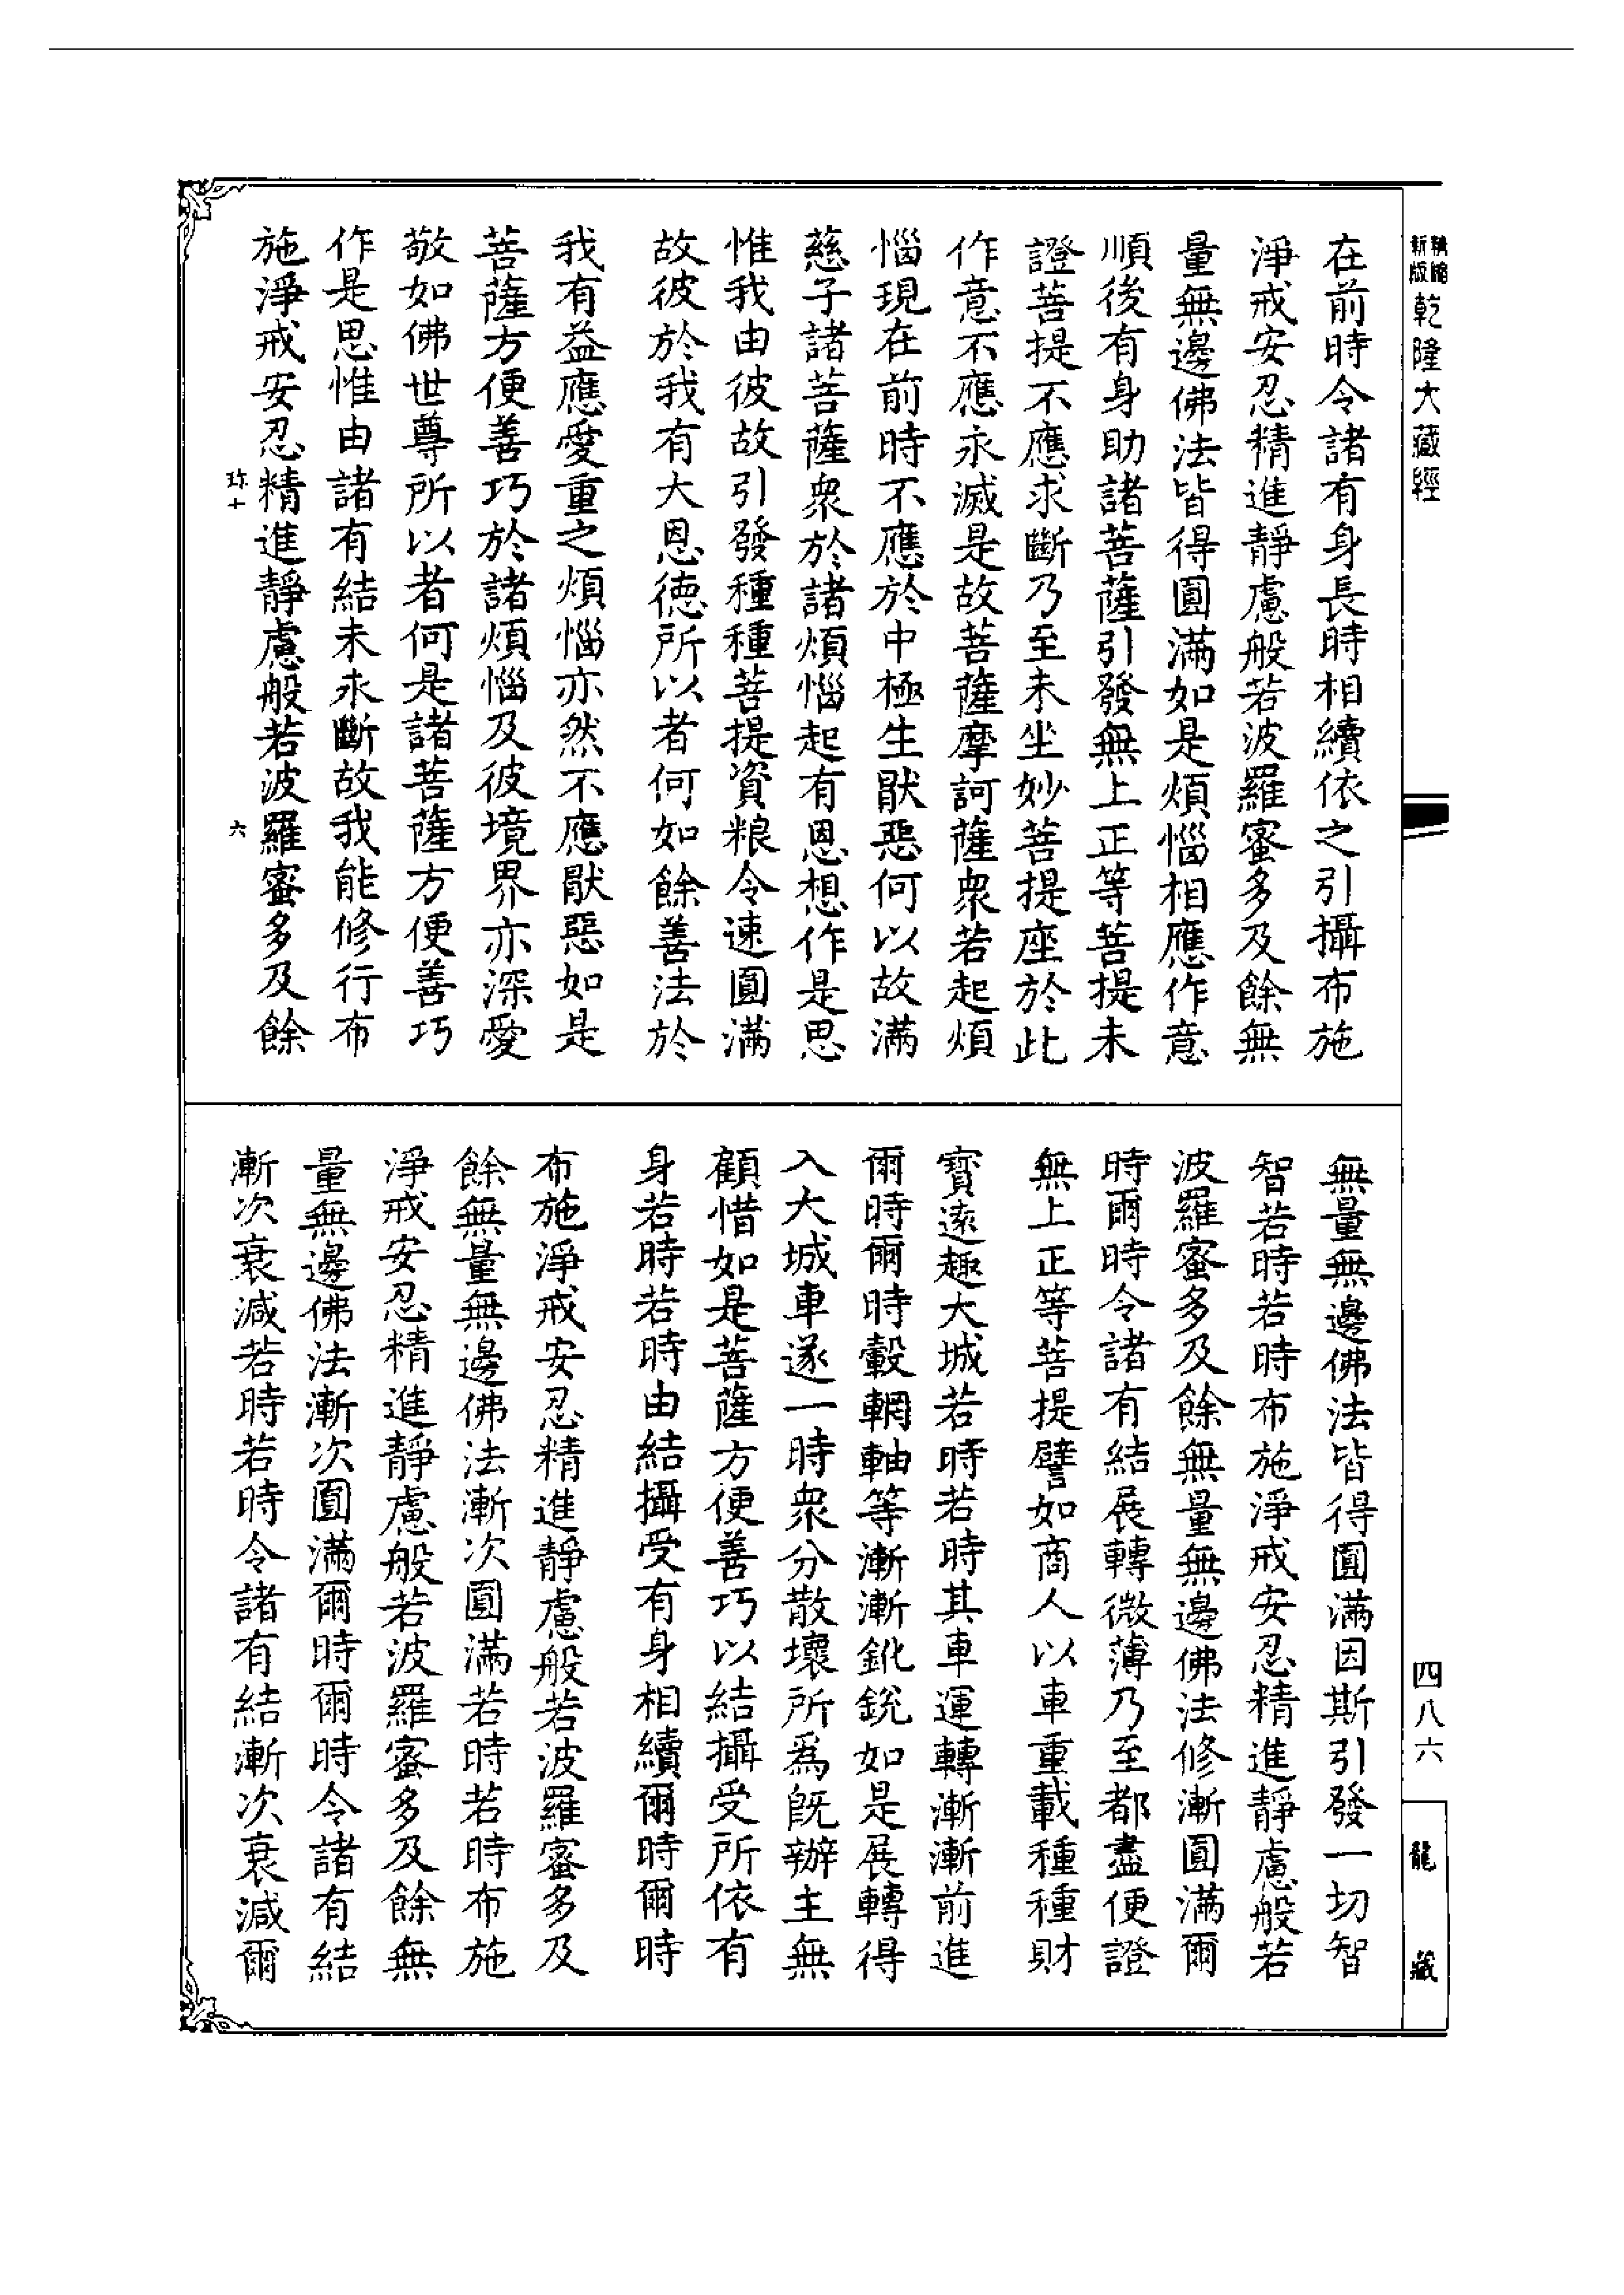 新版
乾隆大藏經
在前時令諸有身長時相續依之引攝布施
淨戒安忍精進靜慮般若波羅蜜多及餘無
量無邊佛法皆得圓滿如是煩惱相應作意
順後有身助諸菩薩引發無上正等菩提未
證菩提不應求斷乃至未坐妙菩提座於此
作意不應永滅是故菩薩摩訶薩衆若起煩
惱現在前時不應於中極生猒惡何以故滿
慈子諸菩薩衆於諸煩惱起有恩想作是思
惟我由彼故引發種種菩提資粮令速圓滿
故彼於我有大恩德所以者何如餘善法於
我有益應愛重之煩惱亦然不應猒惡如是
菩薩方便善巧於諸煩惱及彼境界亦深愛
敬如佛世尊所以者何是諸菩薩方便善巧
作是思惟由諸有結未永斷故我能修行布
施淨戒安忍精進靜慮般若波羅蜜多及餘
十
六
無量無邊佛法皆得圓滿因斯引發一切智
智若時若時布施淨戒安忍精進靜慮般若
波羅蜜多及餘無量無邊佛法修漸圓滿爾
時爾時令諸有結展轉微薄乃至都盡便證
無上正等菩提譬如商人以車重載種種財
寶遠趣大城若時若時其車運轉漸漸前進
爾時爾時轂輞軸等漸漸鈋銳如是展轉得
入大城車遂一時衆分散壞所爲旣辦主無
顧惜如是菩薩方便善巧以結攝受所依有
身若時若時由結攝受有身相續爾時爾時
布施淨戒安忍精進靜慮般若波羅蜜多及
餘無量無邊佛法漸次圓滿若時若時布施
淨戒安忍精進靜慮般若波羅蜜多及餘無
量無邊佛法漸次圓滿爾時爾時令諸有結
漸次衰減若時若時令諸有結漸次衰減爾
四八六
龍藏